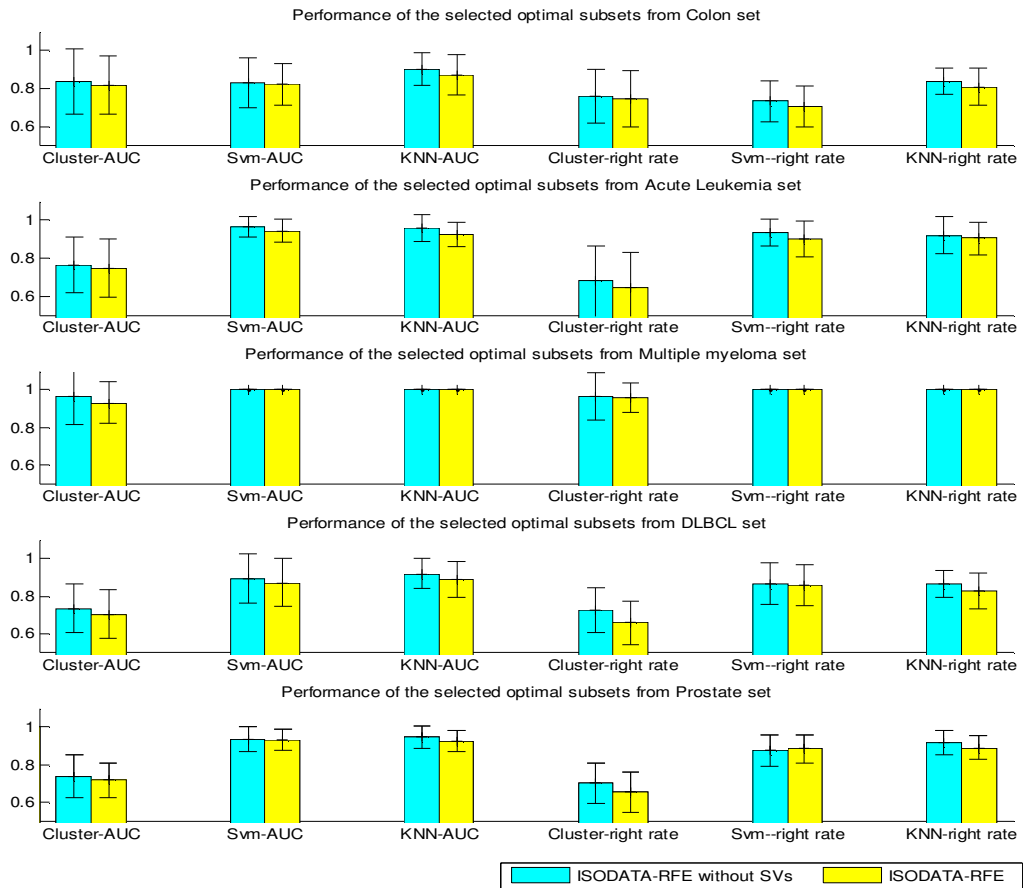 Performance of the selected optimal subsets from Colon set
1
0.8
0.6
Cluster-AUC Svm-AUC KNN-AUC Cluster-right rate Svm--right rate KNN-right rate
Performance of the selected optimal subsets from Acute Leukemia set
1
0.8
0.6
Cluster-AUC Svm-AUC KNN-AUC Cluster-right rate Svm--right rate KNN-right rate
Performance of the selected optimal subsets from Multiple myeloma set
1
0.8
0.6
Cluster-AUC Svm-AUC KNN-AUC Cluster-right rate Svm--right rate KNN-right rate
Performance of the selected optimal subsets from DLBCL set
1
0.8
0.6
Cluster-AUC Svm-AUC KNN-AUC Cluster-right rate Svm--right rate KNN-right rate
Performance of the selected optimal subsets from Prostate set
1
0.8
0.6
Cluster-AUC Svm-AUC KNN-AUC Cluster-right rate Svm--right rate KNN-right rate
ISODATA-RFE without SVs ISODATA-RFE